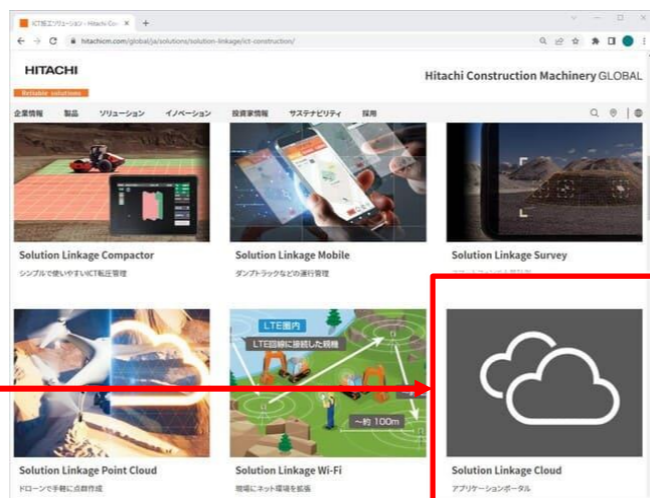 ICT施工ソリューション - Hitachi Con
hitachicm.com/global/ja/solutions/solution-linkage/ict-construction/
HITACHI
Reliable solutions
Hitachi Construction Machinery GLOBAL
企業情報 製品 ソリューション イノベーション 投資家情報 サステナビリティ 採用
Solution Linkage Compactor
シンプルで使いやすいICT転圧管理
Solution Linkage Mobile
ダンプトラックなどの運行管理
Solution Linkage Survey
LTE圏内
LTE回線に接続した親機
~約 100m
Solution Linkage Point Cloud
ドローンで手軽に点群作成
Solution Linkage Wi-Fi
現場にネット環境を拡張
Solution Linkage Cloud
アプリケーションポータル